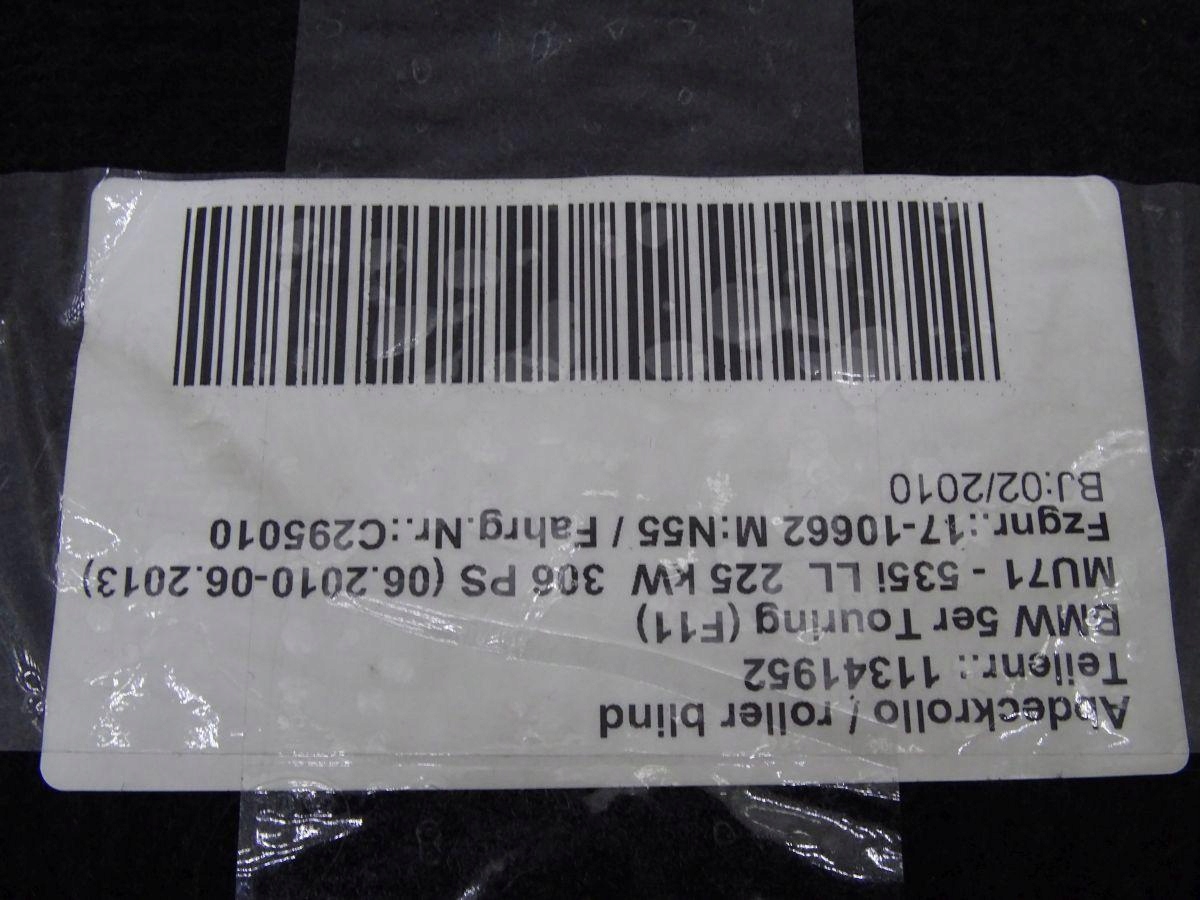 Abdeckrollo / roller blind
Teilenr.: 11341952
BMW 5er Touring (F11)
MU71 - 535i LL 225 kW 306 PS (06.2010-06.2013)
Fzgnr.:17-10662 M:N55 / Fahrg.Nr.:C295010
BJ:02/2010